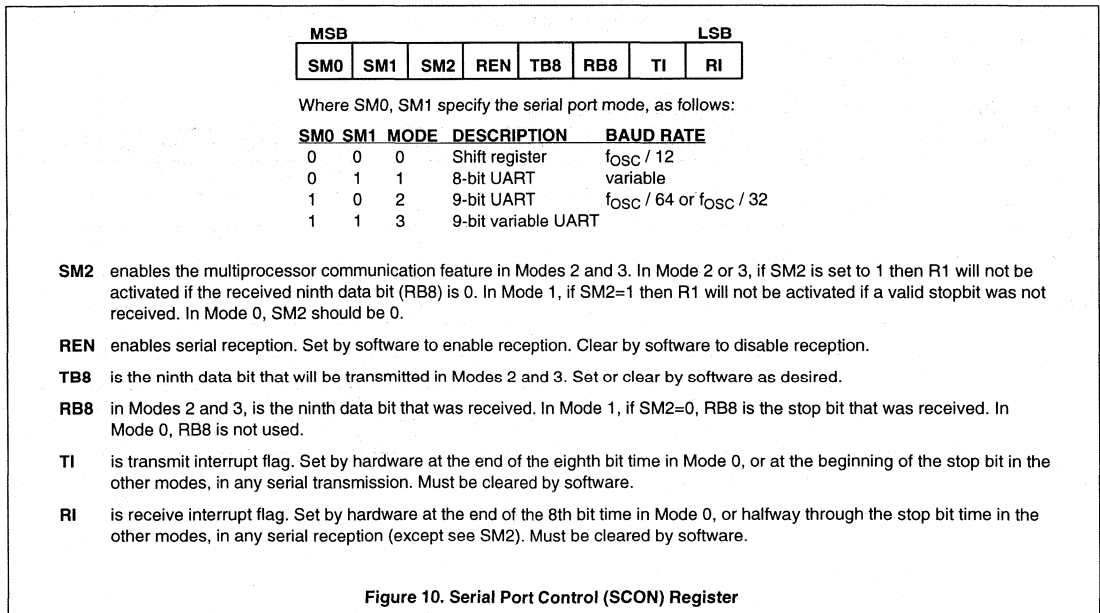 MSB LSB
SM0 SM1 SM2 REN TB8 RB8 TI RI
Where SM0, SM1 specify the serial port mode, as follows:
SM0 SM1 MODE DESCRIPTION BAUD RATE
0 0 0 Shift register fOSC / 12
0 1 1 8-bit UART variable
1 0 2 9-bit UART fOSC / 64 or fOSC / 32
1 1 3 9-bit variable UART
SM2 enables the multiprocessor communication feature in Modes 2 and 3. In Mode 2 or 3, if SM2 is set to 1 then R1 will not be
activated if the received ninth data bit (RB8) is 0. In Mode 1, if SM2=1 then R1 will not be activated if a valid stopbit was not
received. In Mode 0, SM2 should be 0.
REN enables serial reception. Set by software to enable reception. Clear by software to disable reception.
TB8 is the ninth data bit that will be transmitted in Modes 2 and 3. Set or clear by software as desired.
RB8 in Modes 2 and 3, is the ninth data bit that was received. In Mode 1, if SM2=0, RB8 is the stop bit that was received. In
Mode 0, RB8 is not used.
TI is transmit interrupt flag. Set by hardware at the end of the eighth bit time in Mode 0, or at the beginning of the stop bit in the
other modes, in any serial transmission. Must be cleared by software.
RI is receive interrupt flag. Set by hardware at the end of the 8th bit time in Mode 0, or halfway through the stop bit time in the
other modes, in any serial reception (except see SM2). Must be cleared by software.
Figure 10. Serial Port Control (SCON) Register